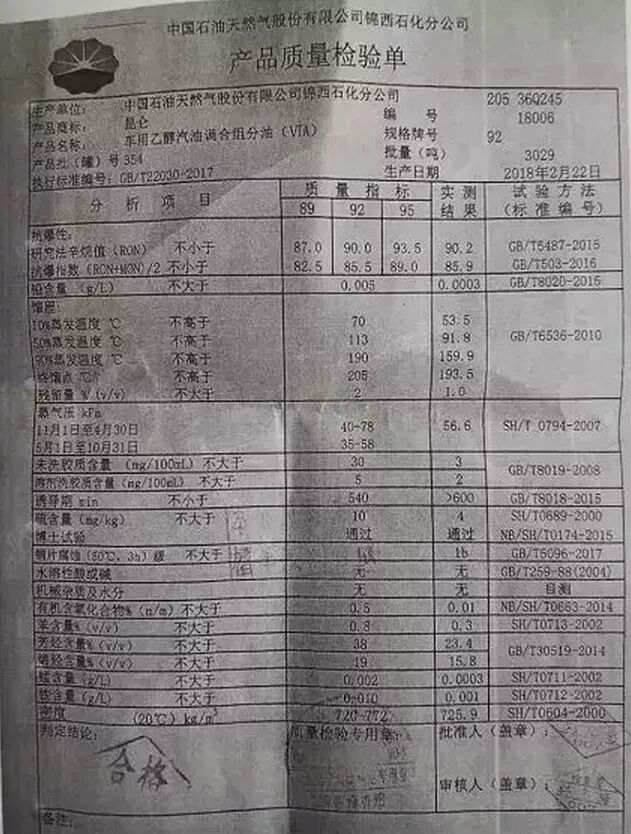 中国石油天然气股份有限公司锦西石化分公司
产品质量检验单
生产单位： 中国石油天然气股份有限公司锦西石化分公司 205 36Q245
产品商标： 昆仑 编 号 18006
产品名称： 车用乙醇汽油调合组分油（VIA） 规格牌号 92
产品批（罐）号 354 批量（吨） 3029
执行标准编号：GB/T22030-2017 生产日期 2018年2月22日
分 析 项 目 质 量 指 标 实 测 结 果 试 验 方 法 (标 准 编 号)
89 92 95
抗爆性：
研究法辛烷值（RON） 不小于 87.0 90.0 93.5 90.2 GB/T5487-2015
抗爆指数（RON+MON)/2 不小于 82.5 85.5 89.0 85.9 GB/T503-2016
铅含量（g/L） 不大于 0.005 0.0003 GB/T8020-2015
馏程：
10%蒸发温度 ℃ 不高于 70 53.5 GB/T6536-2010
50%蒸发温度 ℃ 不高于 113 91.8
90%蒸发温度 ℃ 不高于 190 159.9
终馏点 ℃ 不高于 205 193.5
残留量％(v/v) 不大于 2 1.0
蒸气压 kPa
11月1日至4月30日 40-78 56.6 SH/T 0794-2007
5月1日至10月31日 35-58
未洗胶质含量（mg/100mL）不大于 30 3 GB/T8019-2008
溶剂洗胶质含量（mg/100mL）不大于 5 2
诱导期 min 不小于 540 >600 GB/T8018-2015
硫含量（mg/kg） 不大于 10 4 SH/T0689-2000
博士试验 通过 通过 NB/SH/T0174-2015
铜片腐蚀（50℃，3h）级 不大于 1b GB/T5096-2017
水溶性酸或碱 无 无 GB/T259-88(2004)
机械杂质及水分 无 无 目测
有机含氧化合物％(m/m) 不大于 0.5 0.01 NB/SH/T0663-2014
苯含量％(v/v) 不大于 0.8 0.3 SH/T0713-2002
芳烃含量％(v/v) 不大于 38 23.4 GB/T30519-2014
烯烃含量％(v/v) 不大于 19 15.8
锰含量(g/L) 不大于 0.002 0.0003 SH/T0711-2002
铁含量(g/L) 不大于 0.010 0.001 SH/T0712-2002
密度 (20℃) kg/m³ 720-772 725.9 SH/T0604-2000
判定结论： 质量检验专用章： 批准人（盖章）：
合格
审核人（盖章）：
备注：